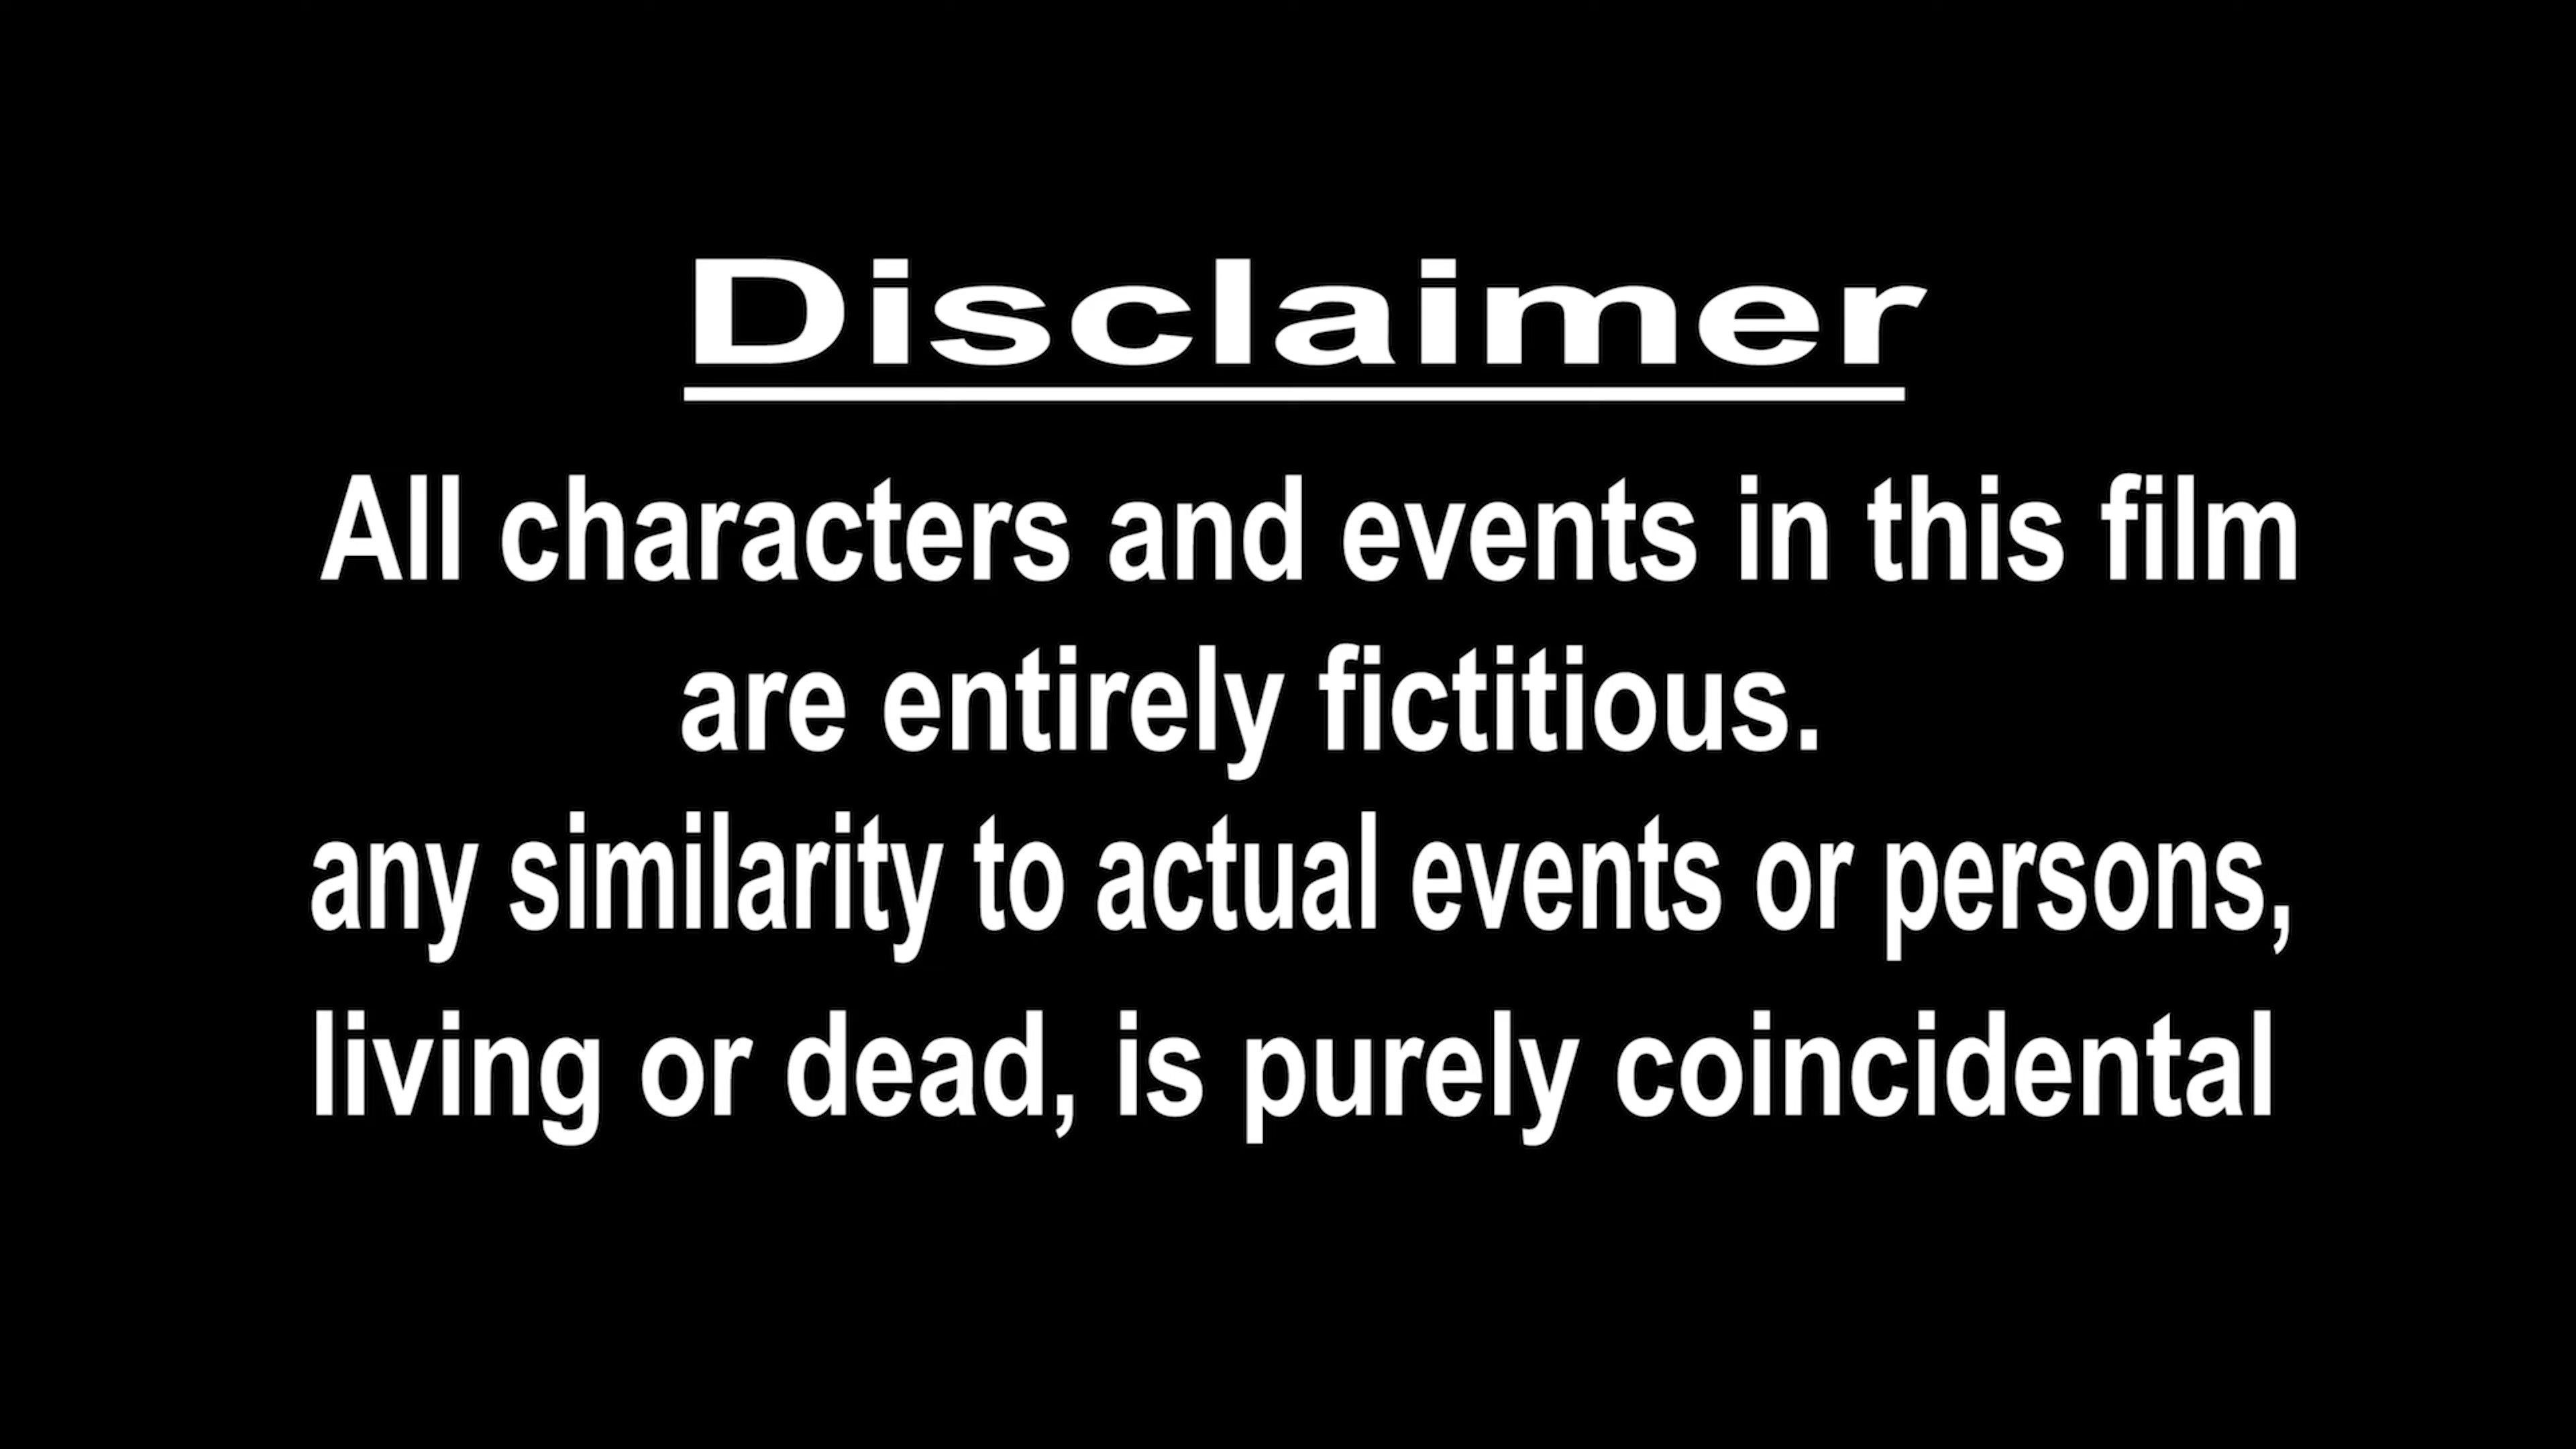 Disclaimer
All characters and events in this film
are entirely fictitious.
any similarity to actual events or persons,
living or dead, is purely coincidental